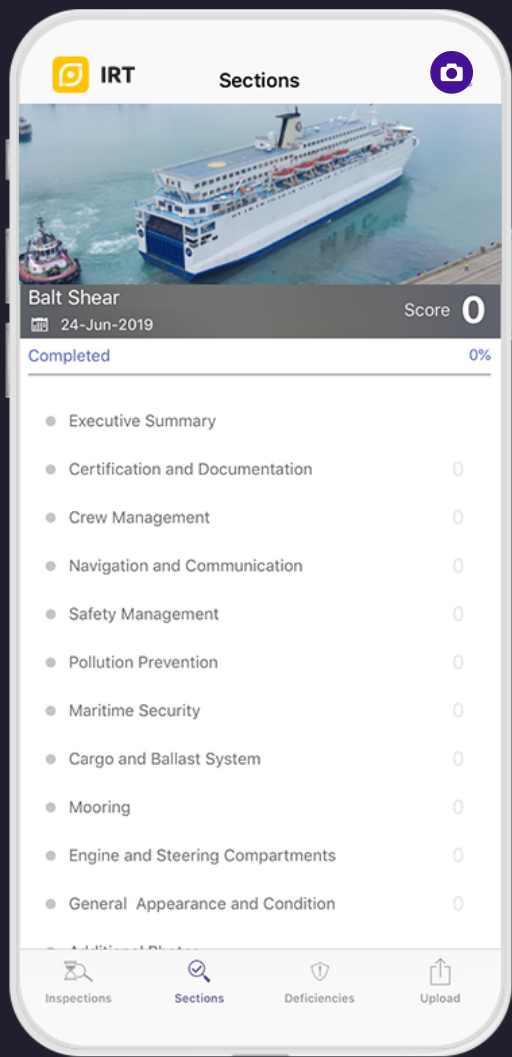 IRT
Sections
Balt Shear
Score 0
24-Jun-2019
Completed 0%
Executive Summary
Certification and Documentation 0
Crew Management 0
Navigation and Communication 0
Safety Management 0
Pollution Prevention 0
Maritime Security 0
Cargo and Ballast System 0
Mooring 0
Engine and Steering Compartments 0
General  Appearance and Condition 0
Additional Photos
Inspections Sections Deficiencies Upload